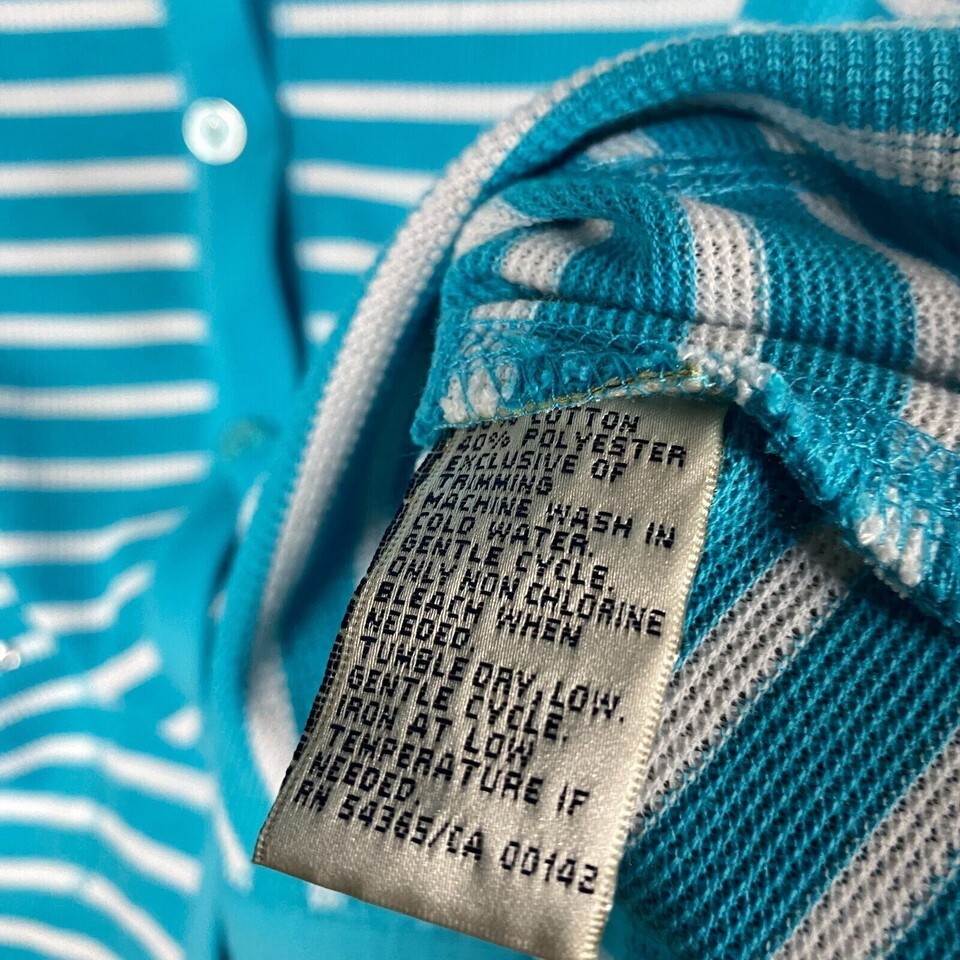 COTTON
40% POLYESTER
EXCLUSIVE OF
TRIMMING
MACHINE WASH IN
COLD WATER.
GENTLE CYCLE.
ONLY NON CHLORINE
BLEACH WHEN
NEEDED.
TUMBLE DRY, LOW.
GENTLE CYCLE.
IRON AT LOW
TEMPERATURE IF
NEEDED.
RN 54365/CA 00142